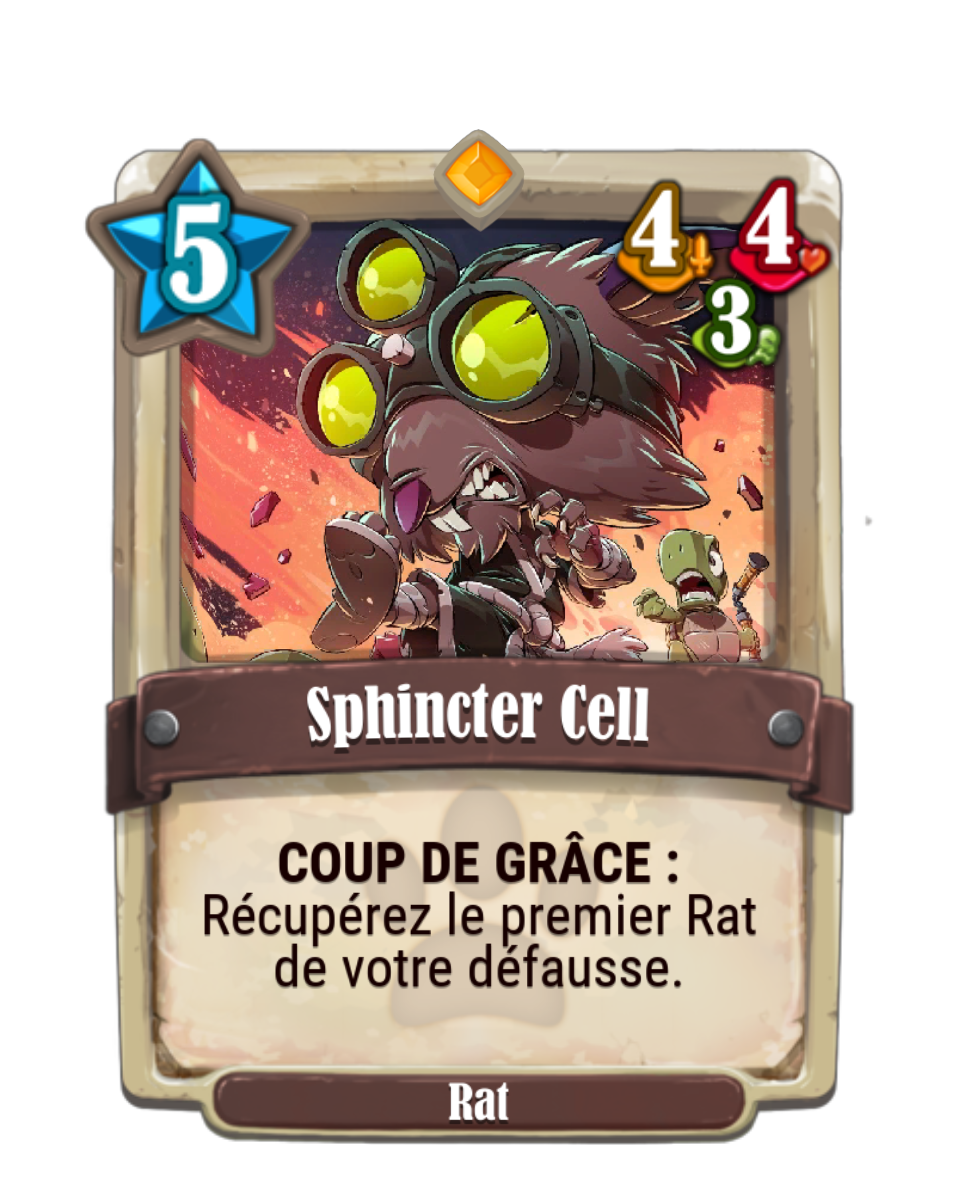 5
4
4
3
Sphincter Cell
COUP DE GRÂCE :
Récupérez le premier Rat
de votre défausse.
Rat